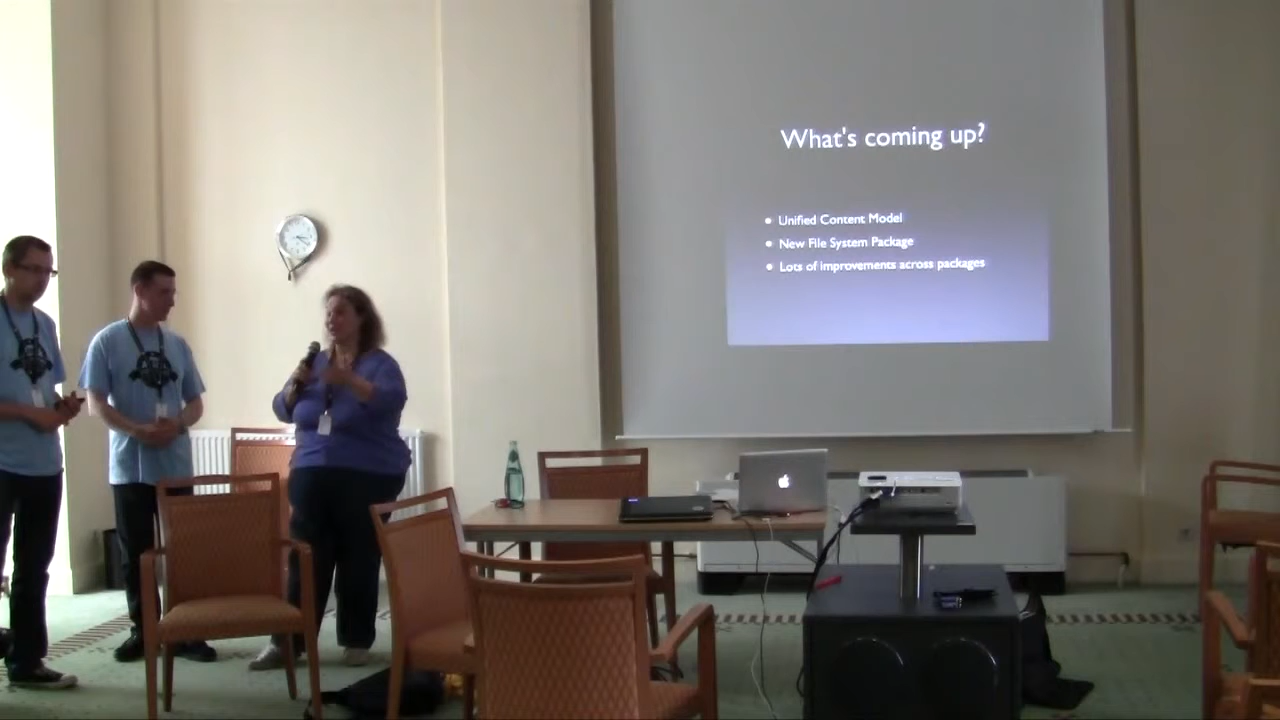 What's coming up?
Unified Content Model
New File System Package
Lots of improvements across packages